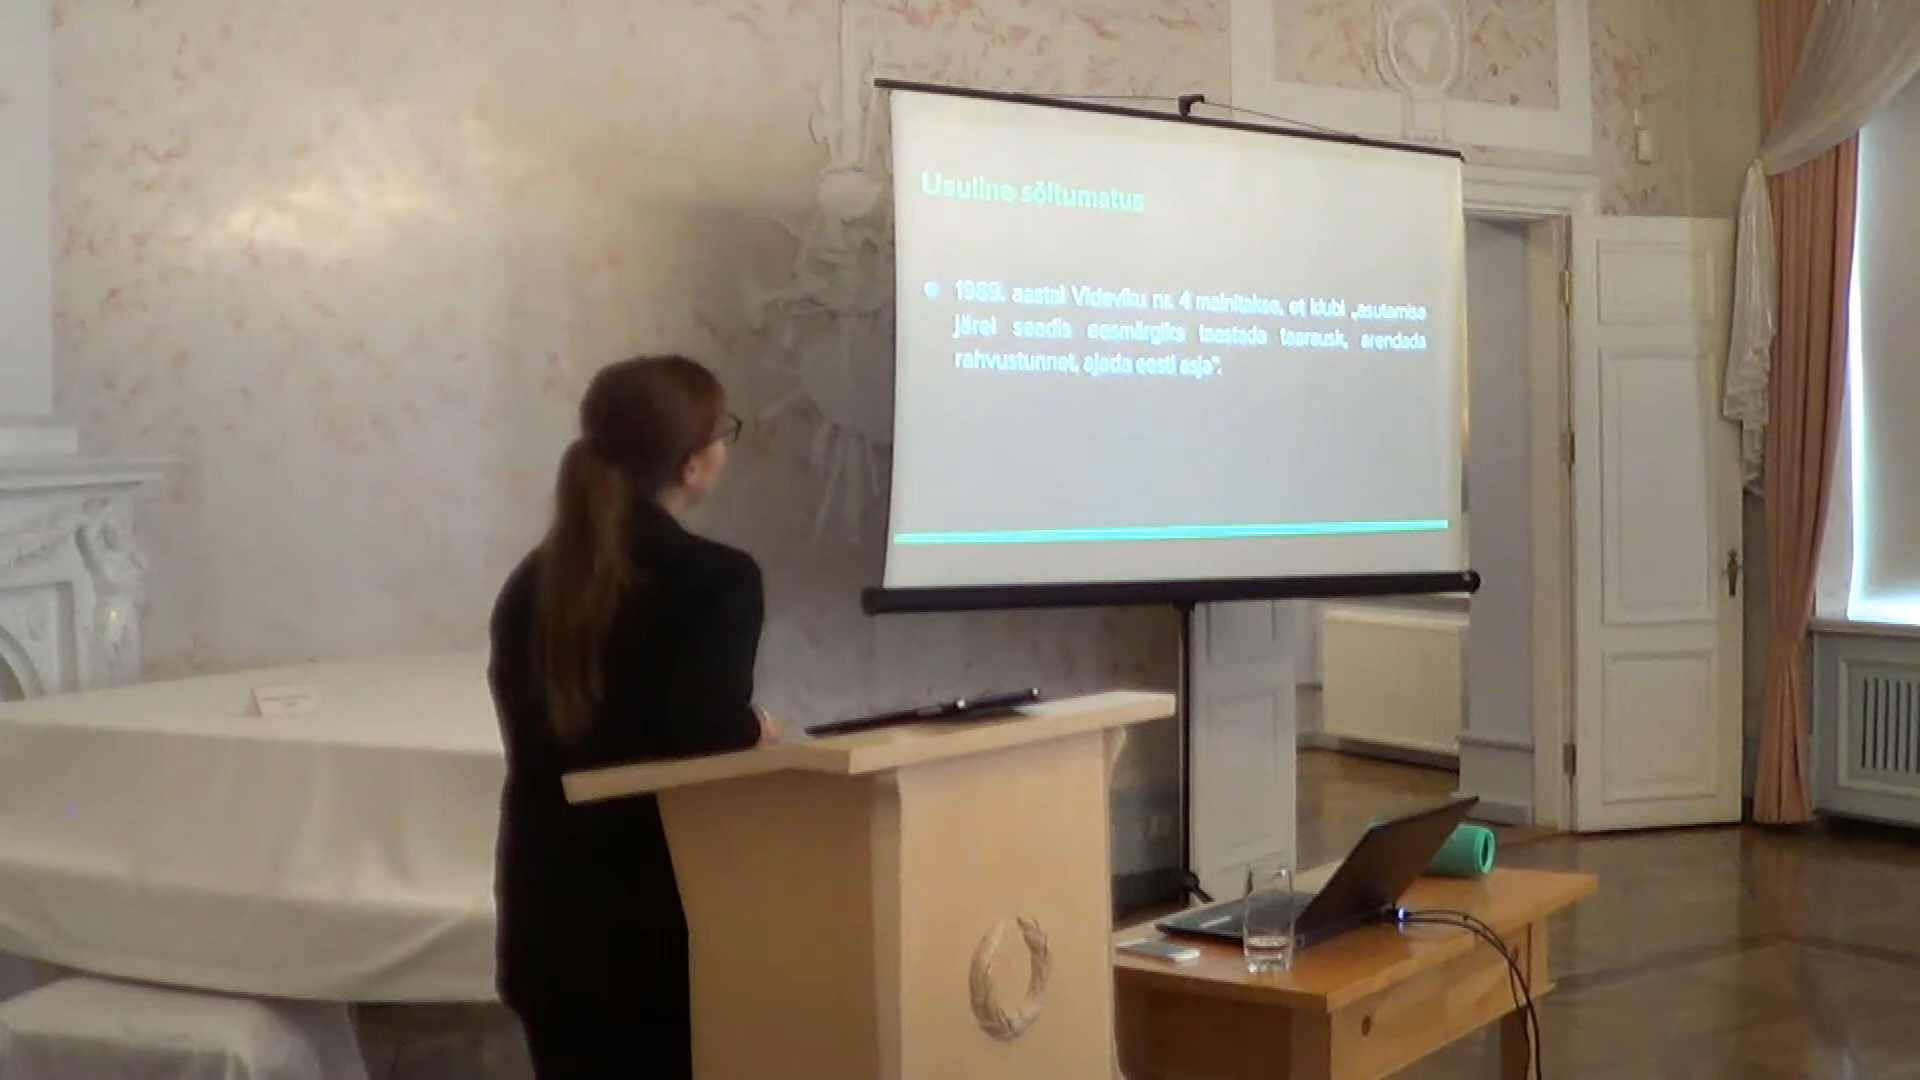 Usuline sõltumatus
1989. aastal Videviku nr. 4 mainitakse, et klubi „asutamise
järel seadis eesmärgiks taastada taarausk, arendada
rahvustunnet, ajada eesti asja”.